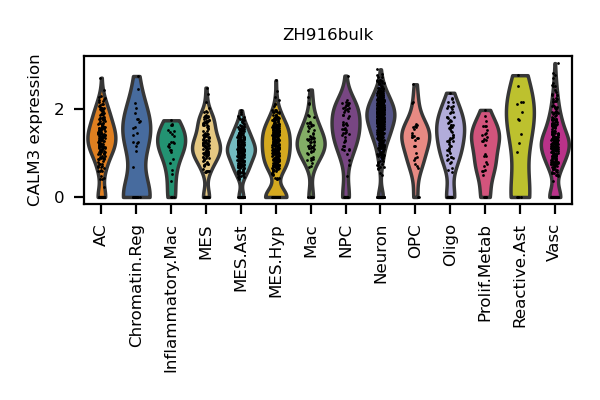 ZH916bulk
CALM3 expression
2
0
AC
Chromatin.Reg
Inflammatory.Mac
MES
MES.Ast
MES.Hyp
Mac
NPC
Neuron
OPC
Oligo
Prolif.Metab
Reactive.Ast
Vasc